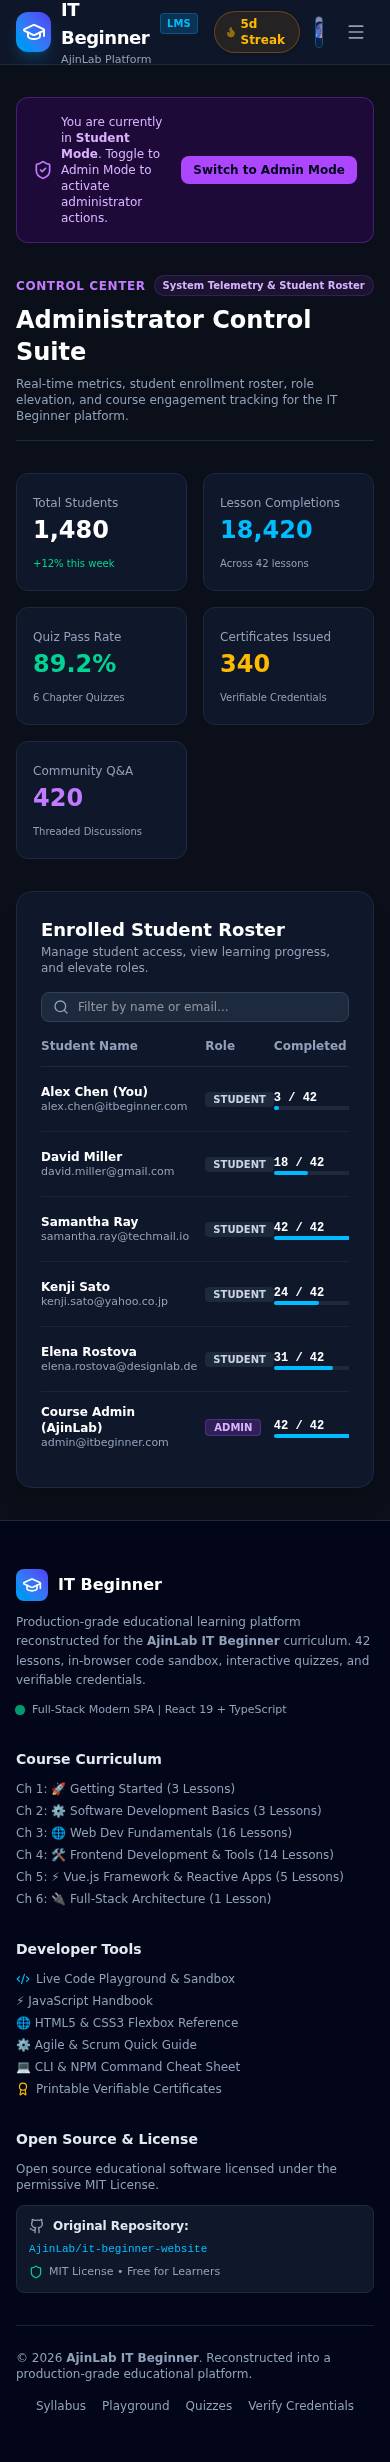 IT
Beginner
LMS
AjinLab Platform
5d
Streak
You are currently
in Student
Mode. Toggle to
Admin Mode to
activate
administrator
actions.
Switch to Admin Mode
CONTROL CENTER
System Telemetry & Student Roster
Administrator Control
Suite
Real-time metrics, student enrollment roster, role
elevation, and course engagement tracking for the IT
Beginner platform.
Total Students
1,480
+12% this week
Lesson Completions
18,420
Across 42 lessons
Quiz Pass Rate
89.2%
6 Chapter Quizzes
Certificates Issued
340
Verifiable Credentials
Community Q&A
420
Threaded Discussions
Enrolled Student Roster
Manage student access, view learning progress,
and elevate roles.
Filter by name or email...
Student Name Role Completed
Alex Chen (You)
alex.chen@itbeginner.com
STUDENT 3 / 42
David Miller
david.miller@gmail.com
STUDENT 18 / 42
Samantha Ray
samantha.ray@techmail.io
STUDENT 42 / 42
Kenji Sato
kenji.sato@yahoo.co.jp
STUDENT 24 / 42
Elena Rostova
elena.rostova@designlab.de
STUDENT 31 / 42
Course Admin
(AjinLab)
admin@itbeginner.com
ADMIN 42 / 42
IT Beginner
Production-grade educational learning platform
reconstructed for the AjinLab IT Beginner curriculum. 42
lessons, in-browser code sandbox, interactive quizzes, and
verifiable credentials.
Full-Stack Modern SPA | React 19 + TypeScript
Course Curriculum
Ch 1: 🚀 Getting Started (3 Lessons)
Ch 2: ⚙️ Software Development Basics (3 Lessons)
Ch 3: 🌐 Web Dev Fundamentals (16 Lessons)
Ch 4: 🛠️ Frontend Development & Tools (14 Lessons)
Ch 5: ⚡ Vue.js Framework & Reactive Apps (5 Lessons)
Ch 6: 🔌 Full-Stack Architecture (1 Lesson)
Developer Tools
Live Code Playground & Sandbox
⚡ JavaScript Handbook
🌐 HTML5 & CSS3 Flexbox Reference
⚙️ Agile & Scrum Quick Guide
💻 CLI & NPM Command Cheat Sheet
Printable Verifiable Certificates
Open Source & License
Open source educational software licensed under the
permissive MIT License.
Original Repository:
AjinLab/it-beginner-website
MIT License • Free for Learners
© 2026 AjinLab IT Beginner. Reconstructed into a
production-grade educational platform.
Syllabus Playground Quizzes Verify Credentials